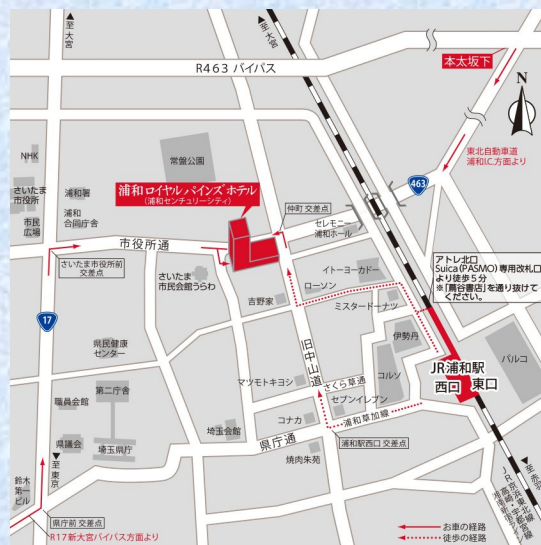 ▲至大宮
▲至大宮
R463 バイパス
本太坂下
N
463
東北自動車道
浦和I.C.方面より
NHK
さいたま
市役所
市民
広場
浦和署
浦和
合同庁舎
常盤公園
浦和ロイヤルパインズホテル
(浦和センチュリーシティ)
仲町 交差点
セレモニー
浦和ホール
市役所通
さいたま市役所前
交差点
さいたま
市民会館うらわ
アトレ北口
Suica(PASMO)専用改札口
より徒歩5分
※「蔦谷書店」を通り抜けて
ください。
イトーヨーカドー
ローソン
ミスタードーナツ
吉野家
伊勢丹
17
県民健康
センター
旧中山道
コルソ
JR浦和駅
西口
東口
パルコ
マツモトキヨシ
さくら草通
セブンイレブン
職員会館
第二庁舎
コナカ
浦和草加線
埼玉会館
県庁通
浦和駅西口 交差点
県議会
埼玉県庁
焼肉朱苑
鈴木
第一
ビル
至東京▼
県庁前 交差点
R17新大宮バイパス方面より
▼至赤羽
JR京浜東北線
お車の経路
徒歩の経路